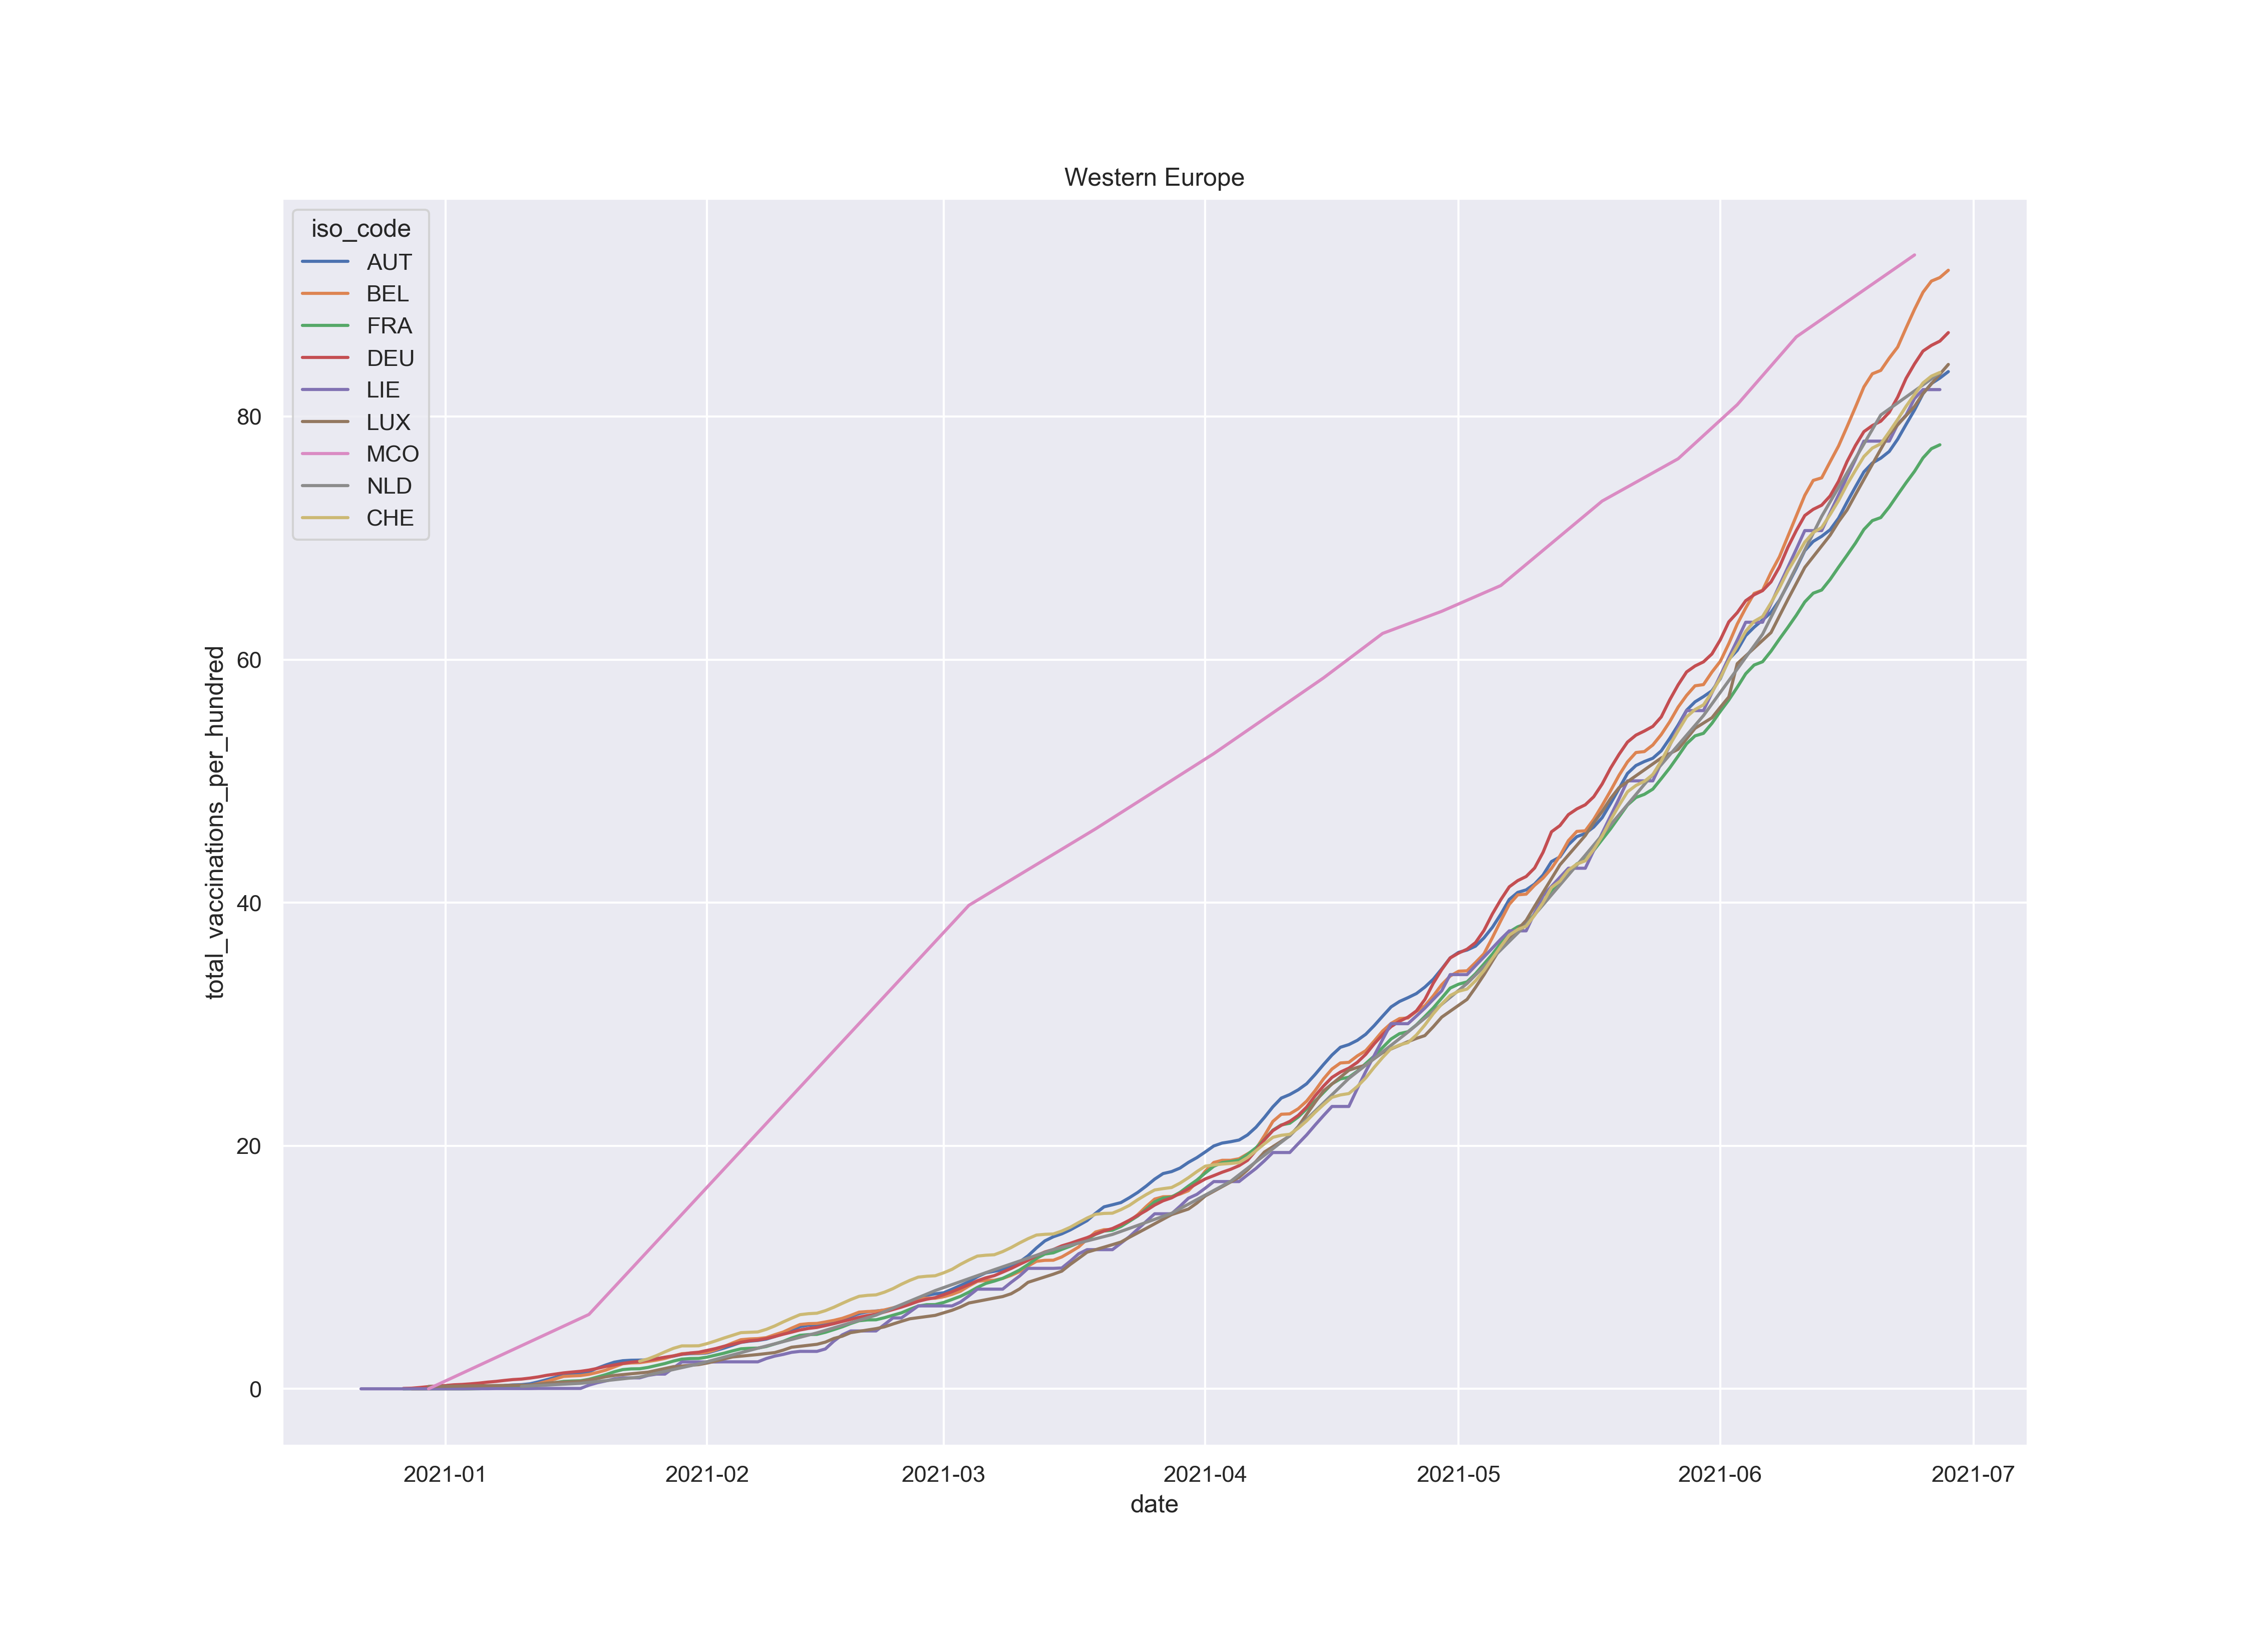 Western Europe
iso_code
AUT
BEL
FRA
DEU
LIE
LUX
MCO
NLD
CHE
total_vaccinations_per_hundred
80
60
40
20
0
2021-01 2021-02 2021-03 2021-04 2021-05 2021-06 2021-07
date